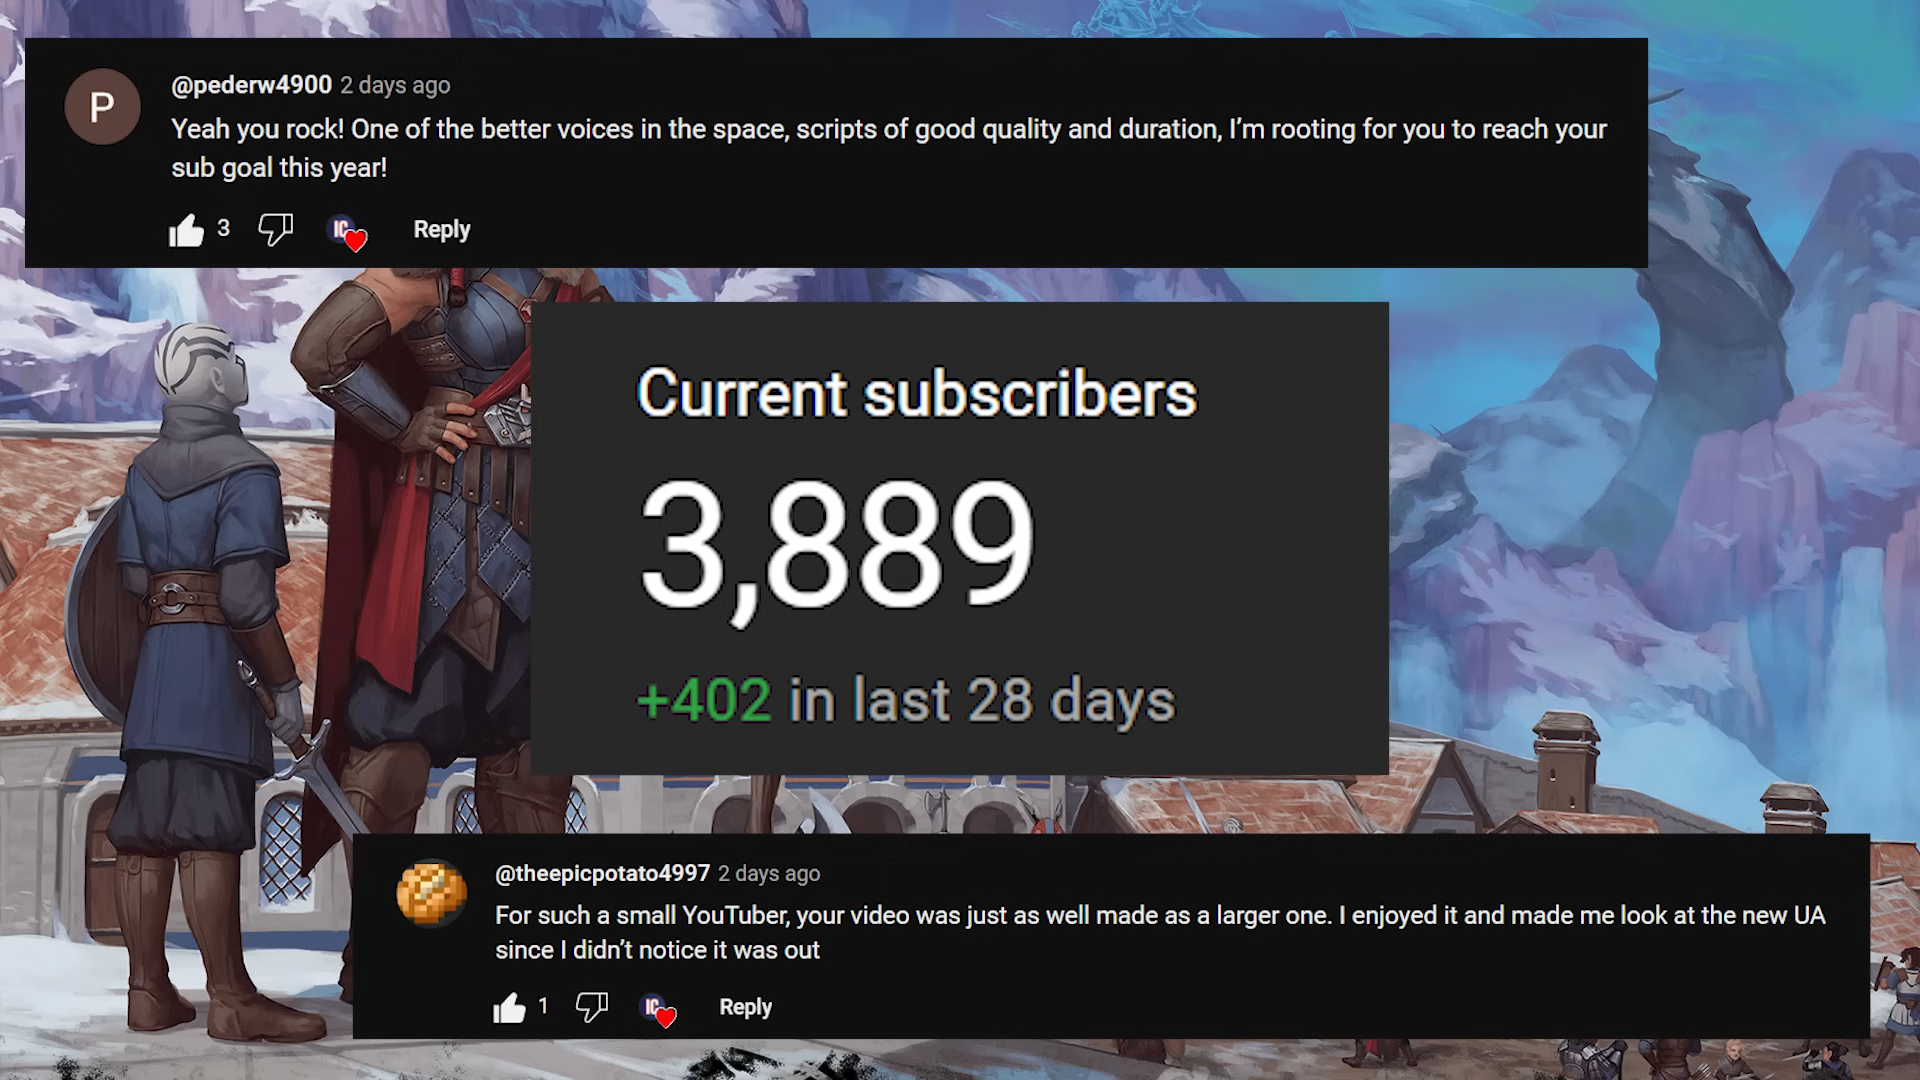 P
@pederw4900 2 days ago
Yeah you rock! One of the better voices in the space, scripts of good quality and duration, I’m rooting for you to reach your
sub goal this year!
3
IC
Reply
Current subscribers
3,889
+402 in last 28 days
@theepicpotato4997 2 days ago
For such a small YouTuber, your video was just as well made as a larger one. I enjoyed it and made me look at the new UA
since I didn’t notice it was out
1
IC
Reply